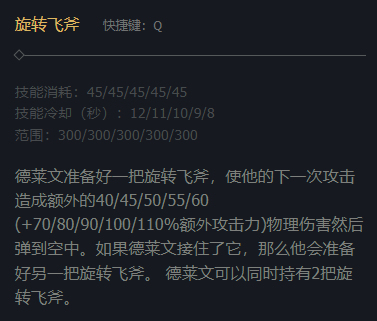 旋转飞斧 快捷键：Q
技能消耗：45/45/45/45/45
技能冷却（秒）：12/11/10/9/8
范围：300/300/300/300/300
德莱文准备好一把旋转飞斧，使他的下一次攻击
造成额外的40/45/50/55/60
(+70/80/90/100/110%额外攻击力)物理伤害然后
弹到空中。如果德莱文接住了它，那么他会准备
好另一把旋转飞斧。 德莱文可以同时持有2把旋
转飞斧。